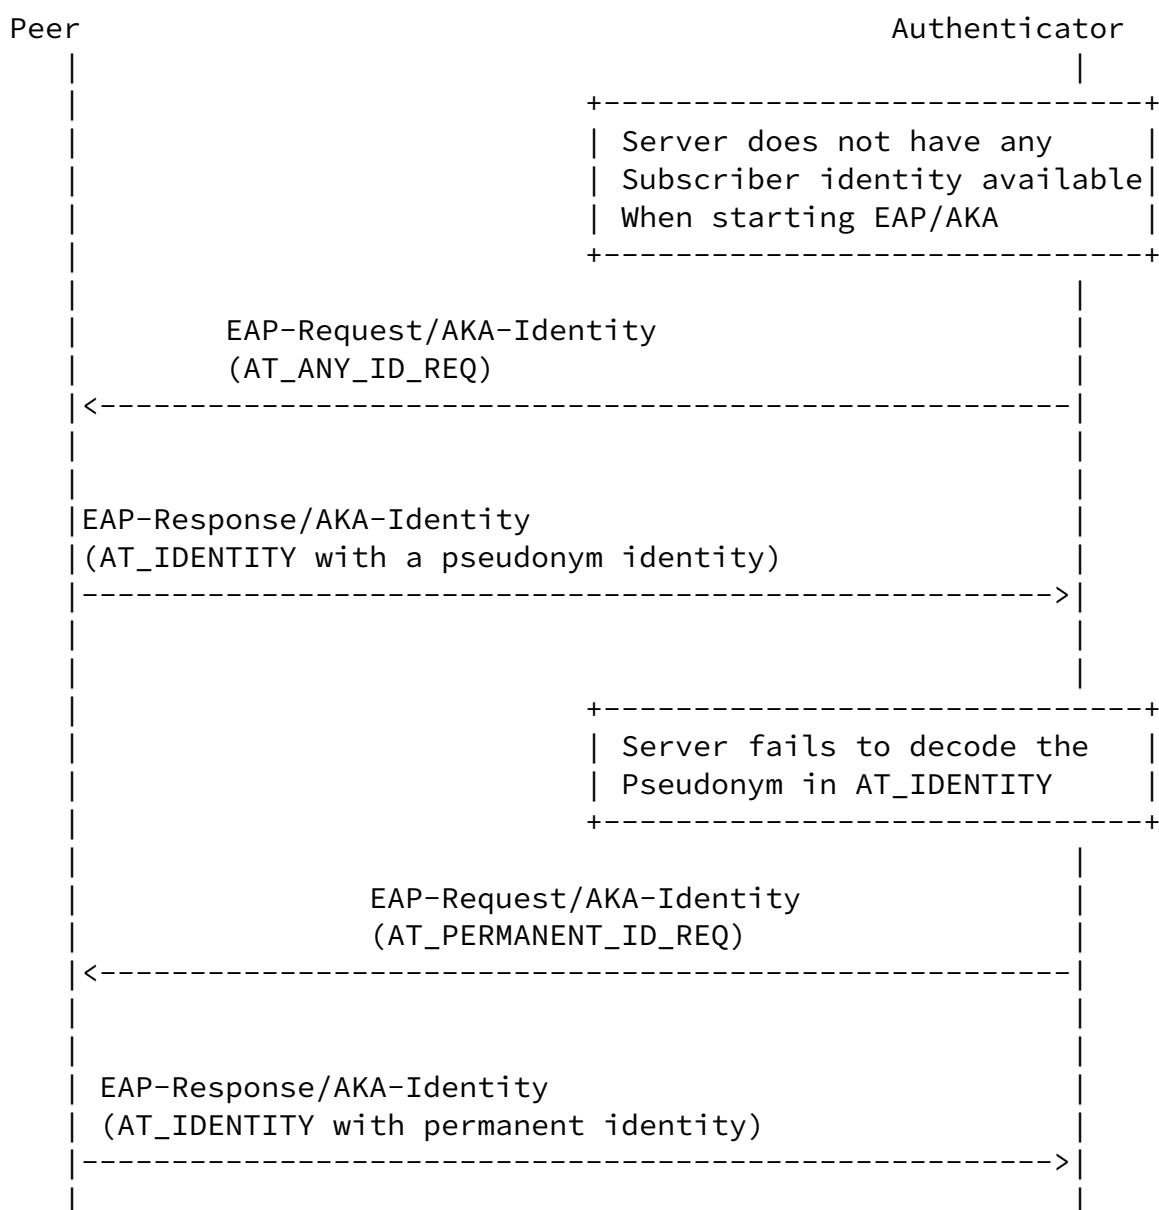 Peer Authenticator
Server does not have any
Subscriber identity available
When starting EAP/AKA
EAP-Request/AKA-Identity
(AT_ANY_ID_REQ)
EAP-Response/AKA-Identity
(AT_IDENTITY with a pseudonym identity)
Server fails to decode the
Pseudonym in AT_IDENTITY
EAP-Request/AKA-Identity
(AT_PERMANENT_ID_REQ)
EAP-Response/AKA-Identity
(AT_IDENTITY with permanent identity)